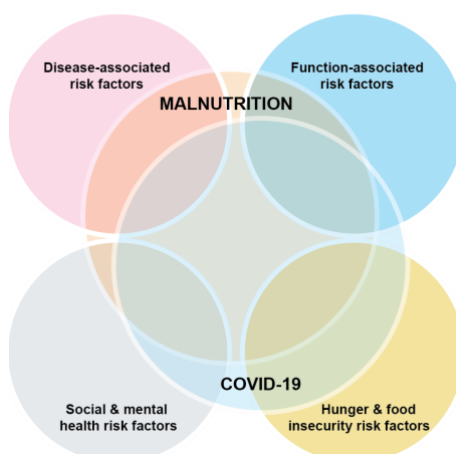 Disease-associated
risk factors
Function-associated
risk factors
MALNUTRITION
COVID-19
Social & mental
health risk factors
Hunger & food
insecurity risk factors